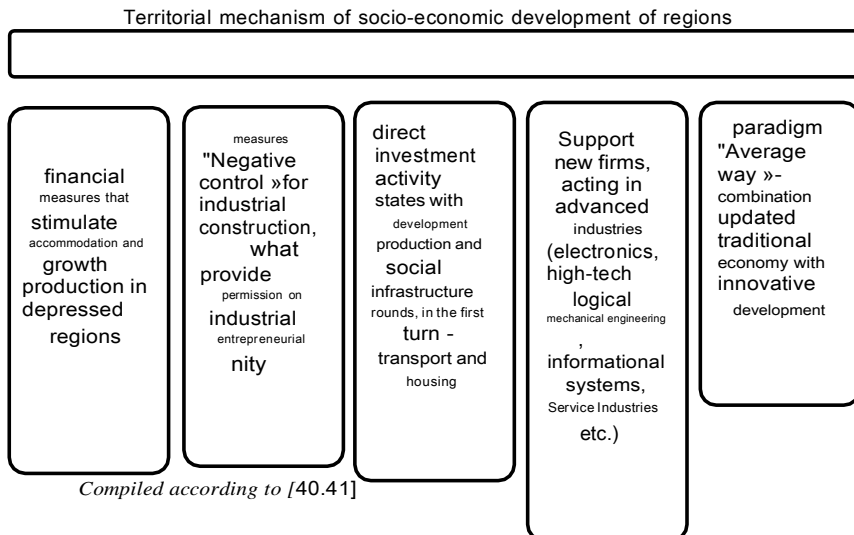 Territorial mechanism of socio-economic development of regions
financial
measures that
stimulate
accommodation and
growth
production in
depressed
regions
measures
"Negative
control »for
industrial
construction,
what
provide
permission on
industrial
entrepreneurial
nity
direct
investment
activity
states with
development
production and
social
infrastructure
rounds, in the first
turn -
transport and
housing
Support
new firms,
acting in
advanced
industries
(electronics,
high-tech
logical
mechanical engineering
,
informational
systems,
Service Industries
etc.)
paradigm
"Average
way »-
combination
updated
traditional
economy with
innovative
development
Compiled according to [40.41]